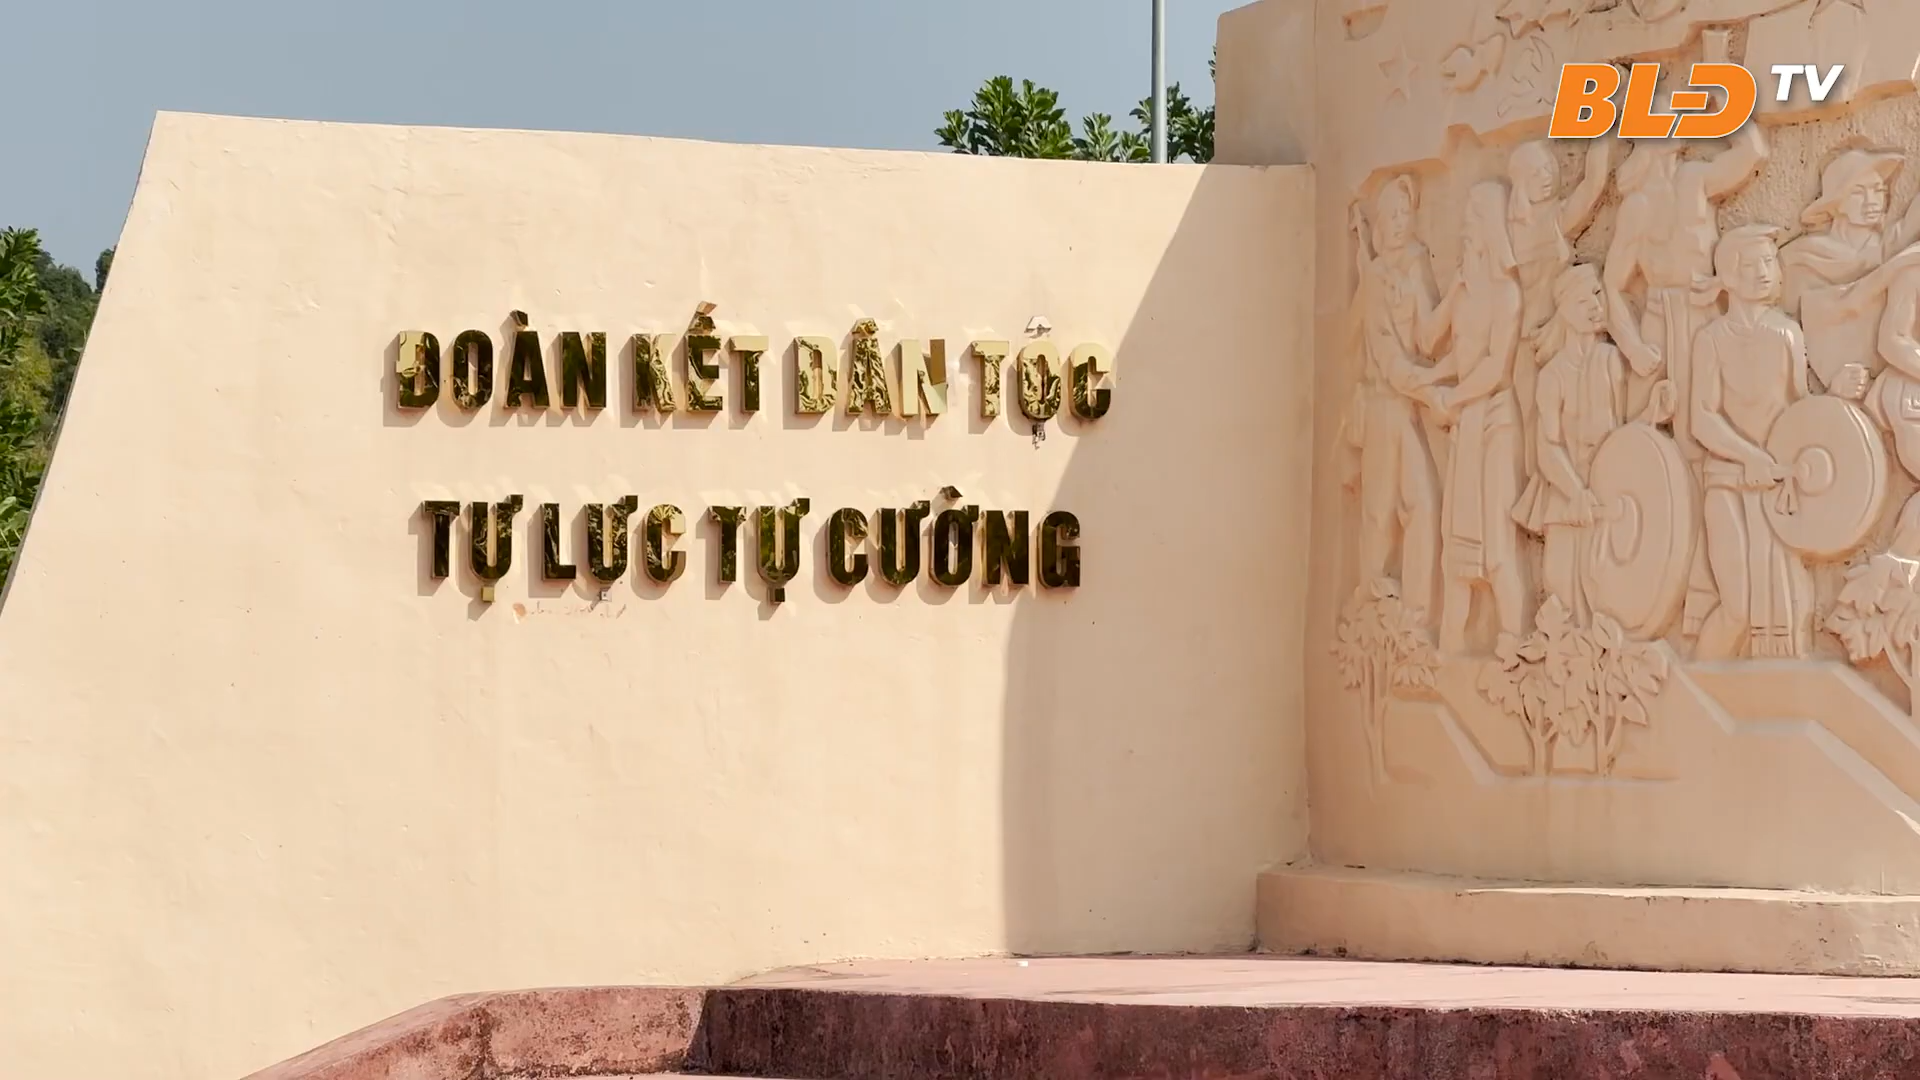 BLĐ TV
ĐOÀN KẾT DÂN TỘC
TỰ LỰC TỰ CƯỜNG